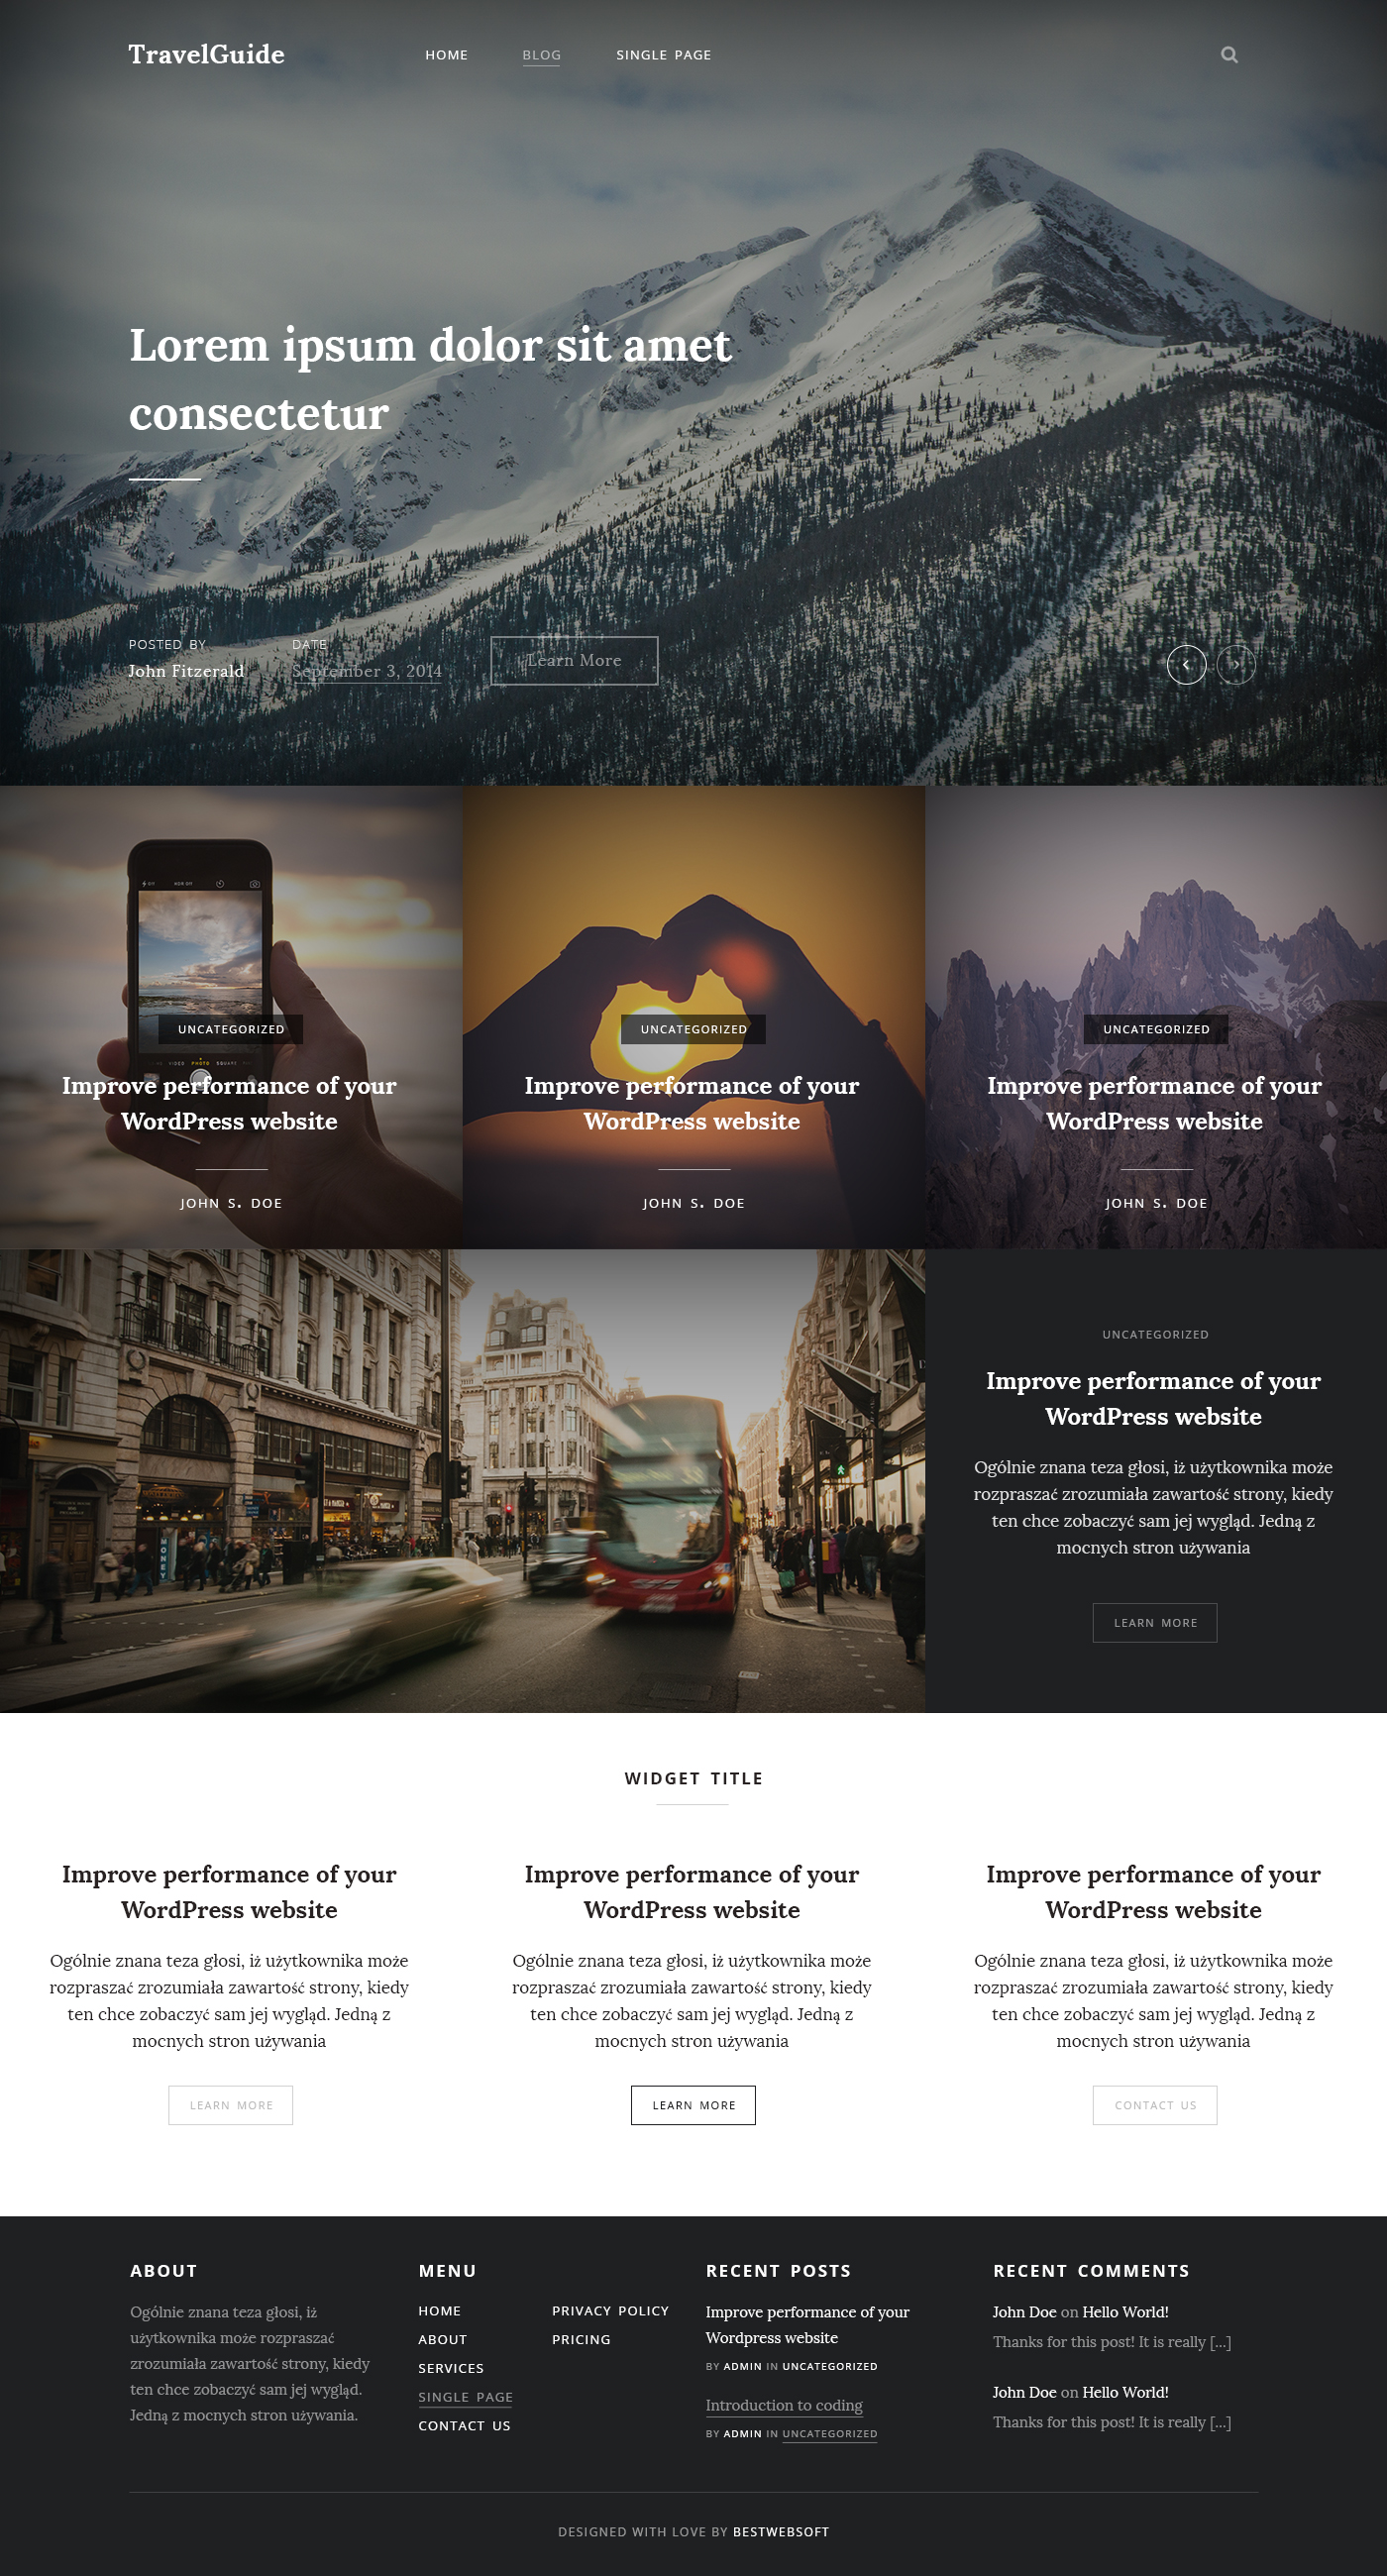 TravelGuide
HOME
BLOG
SINGLE PAGE
Lorem ipsum dolor sit amet
consectetur
POSTED BY
John Fitzerald
DATE
September 3, 2014
Learn More
UNCATEGORIZED
Improve performance of your
WordPress website
JOHN S. DOE
UNCATEGORIZED
Improve performance of your
WordPress website
JOHN S. DOE
UNCATEGORIZED
Improve performance of your
WordPress website
JOHN S. DOE
VIDEO PHOTO SQUARE
MONEY
UNCATEGORIZED
Improve performance of your
WordPress website
Ogólnie znana teza głosi, iż użytkownika może
rozpraszać zrozumiała zawartość strony, kiedy
ten chce zobaczyć sam jej wygląd. Jedną z
mocnych stron używania
LEARN MORE
WIDGET TITLE
Improve performance of your
WordPress website
Ogólnie znana teza głosi, iż użytkownika może
rozpraszać zrozumiała zawartość strony, kiedy
ten chce zobaczyć sam jej wygląd. Jedną z
mocnych stron używania
LEARN MORE
Improve performance of your
WordPress website
Ogólnie znana teza głosi, iż użytkownika może
rozpraszać zrozumiała zawartość strony, kiedy
ten chce zobaczyć sam jej wygląd. Jedną z
mocnych stron używania
LEARN MORE
Improve performance of your
WordPress website
Ogólnie znana teza głosi, iż użytkownika może
rozpraszać zrozumiała zawartość strony, kiedy
ten chce zobaczyć sam jej wygląd. Jedną z
mocnych stron używania
CONTACT US
ABOUT
Ogólnie znana teza głosi, iż
użytkownika może rozpraszać
zrozumiała zawartość strony, kiedy
ten chce zobaczyć sam jej wygląd.
Jedną z mocnych stron używania.
MENU
HOME
ABOUT
SERVICES
SINGLE PAGE
CONTACT US
PRIVACY POLICY
PRICING
RECENT POSTS
Improve performance of your
Wordpress website
BY ADMIN IN UNCATEGORIZED
Introduction to coding
BY ADMIN IN UNCATEGORIZED
RECENT COMMENTS
John Doe on Hello World!
Thanks for this post! It is really [...]
John Doe on Hello World!
Thanks for this post! It is really [...]
DESIGNED WITH LOVE BY BESTWEBSOFT